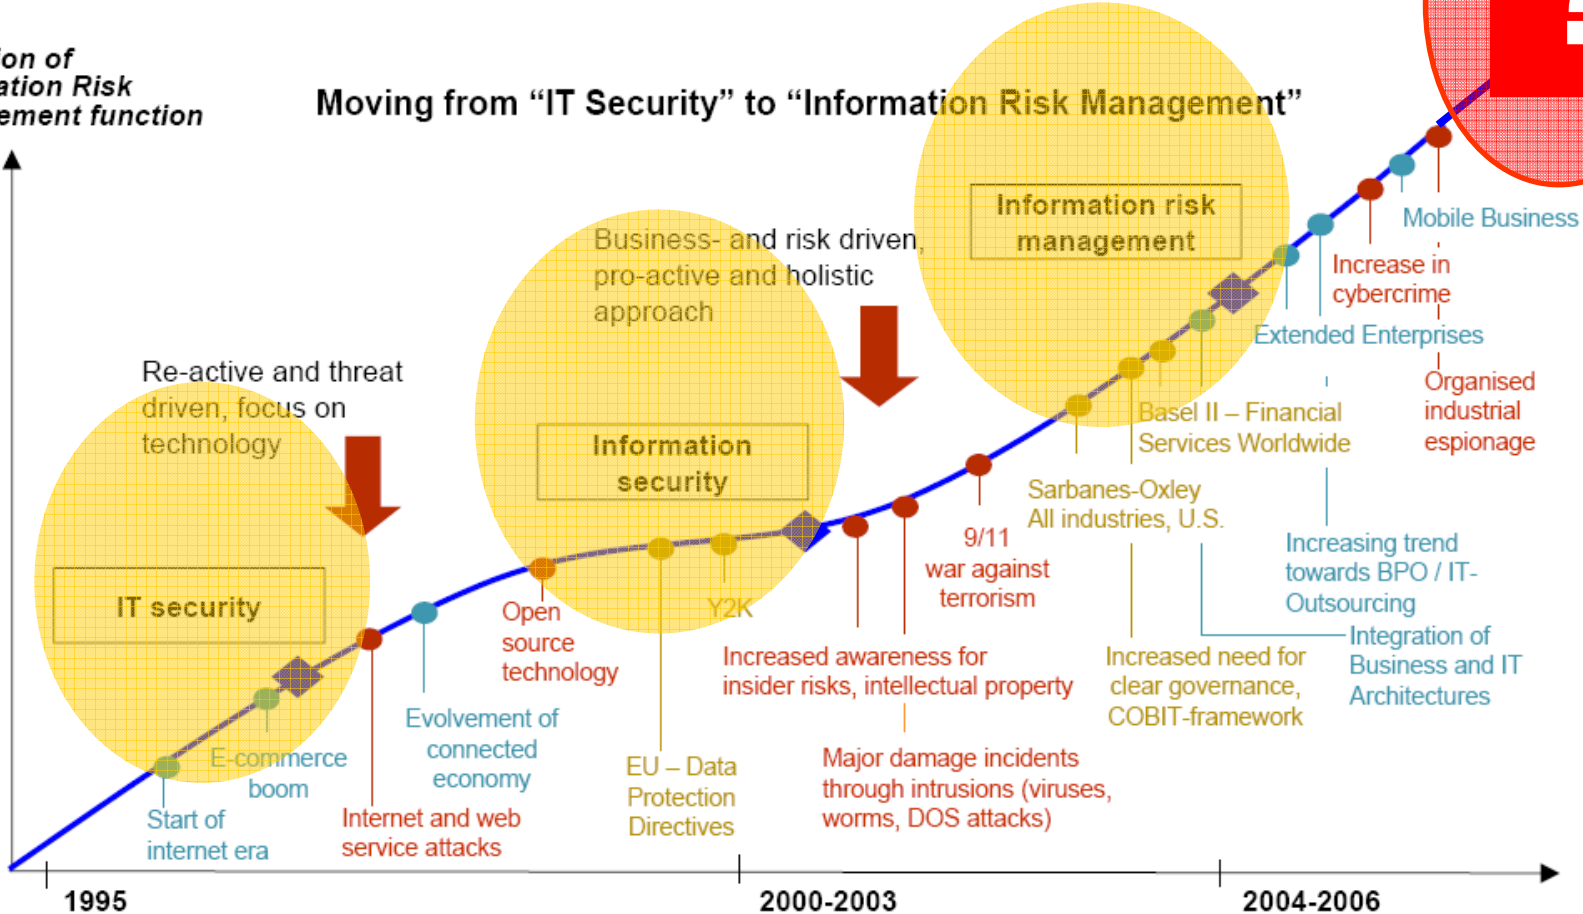 ion of
ation Risk
ement function
Moving from “IT Security” to “Information Risk Management”
Information risk
management
Business- and risk driven,
pro-active and holistic
approach
Mobile Business
Increase in
cybercrime
Extended Enterprises
Re-active and threat
driven, focus on
technology
Organised
industrial
espionage
Basel II – Financial
Services Worldwide
Information
security
Sarbanes-Oxley
All industries, U.S.
9/11
war against
terrorism
Increasing trend
towards BPO / IT-
Outsourcing
IT security
Open
source
technology
Y2K
Integration of
Business and IT
Architectures
Increased awareness for
insider risks, intellectual property
Increased need for
clear governance,
COBIT-framework
Evolvement of
connected
economy
E-commerce
boom
EU – Data
Protection
Directives
Major damage incidents
through intrusions (viruses,
worms, DOS attacks)
Start of
internet era
Internet and web
service attacks
1995
2000-2003
2004-2006